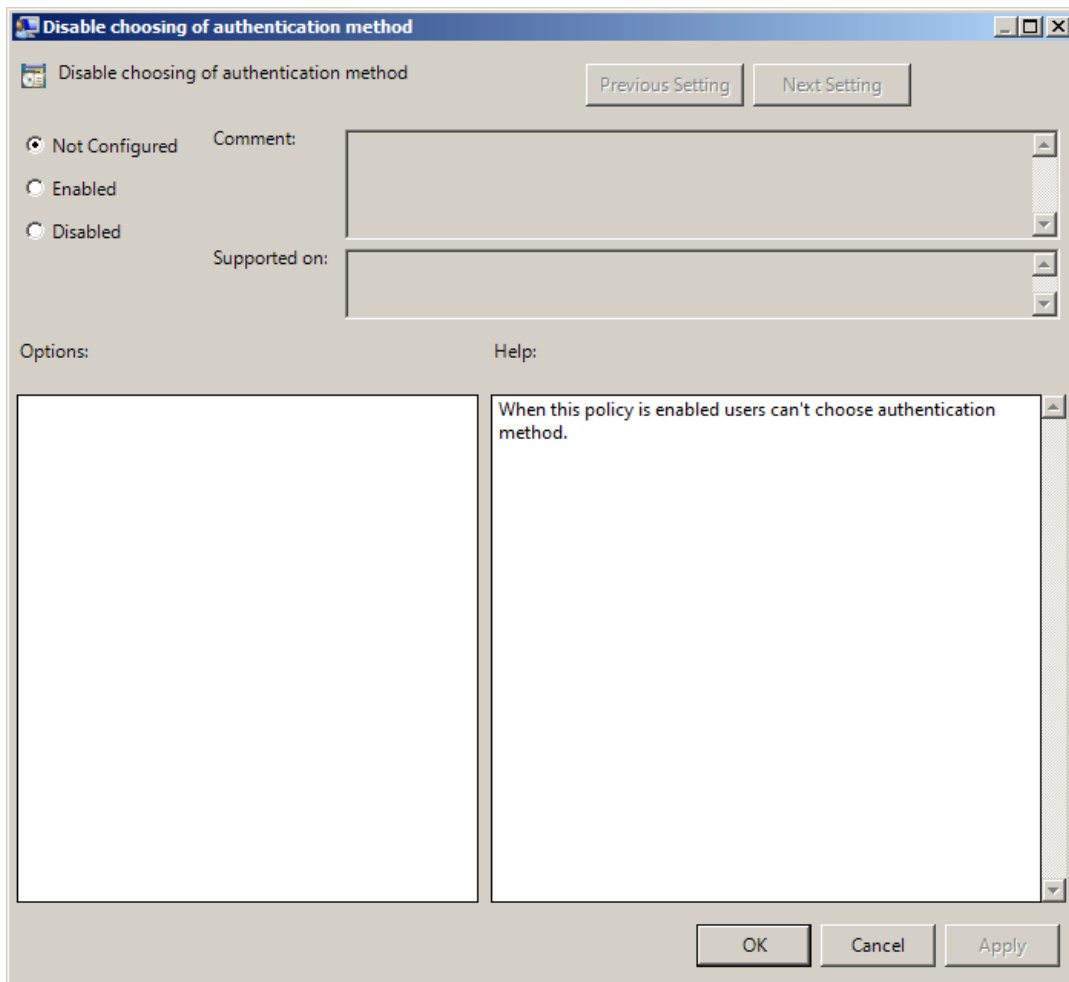 Disable choosing of authentication method
Disable choosing of authentication method
Previous Setting
Next Setting
Not Configured
Comment:
Enabled
Disabled
Supported on:
Options:
Help:
When this policy is enabled users can't choose authentication
method.
OK
Cancel
Apply